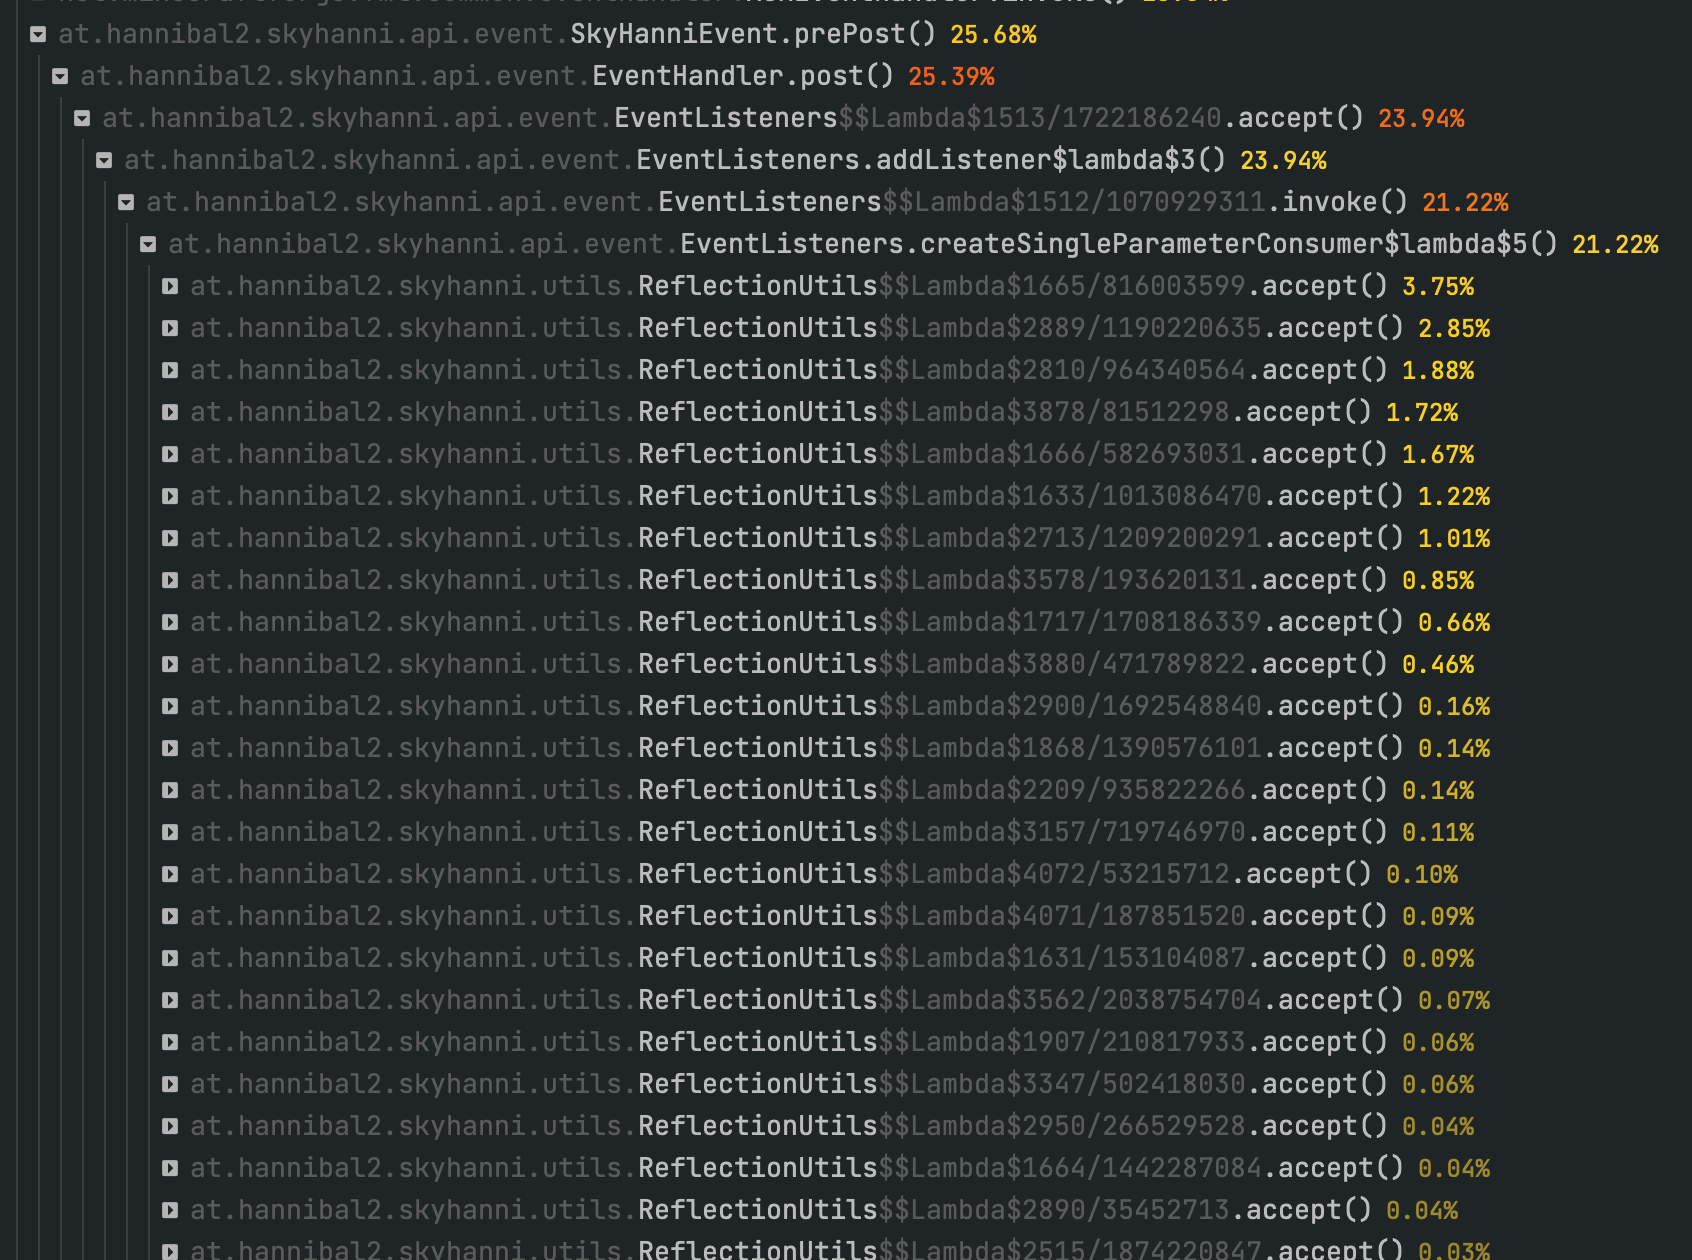 at.hannibal2.skyhanni.api.event.SkyHanniEvent.prePost() 25.68%
at.hannibal2.skyhanni.api.event.EventHandler.post() 25.39%
at.hannibal2.skyhanni.api.event.EventListeners$$Lambda$1513/1722186240.accept() 23.94%
at.hannibal2.skyhanni.api.event.EventListeners.addListener$lambda$3() 23.94%
at.hannibal2.skyhanni.api.event.EventListeners$$Lambda$1512/1070929311.invoke() 21.22%
at.hannibal2.skyhanni.api.event.EventListeners.createSingleParameterConsumer$lambda$5() 21.22%
at.hannibal2.skyhanni.utils.ReflectionUtils$$Lambda$1665/816003599.accept() 3.75%
at.hannibal2.skyhanni.utils.ReflectionUtils$$Lambda$2889/1190220635.accept() 2.85%
at.hannibal2.skyhanni.utils.ReflectionUtils$$Lambda$2810/964340564.accept() 1.88%
at.hannibal2.skyhanni.utils.ReflectionUtils$$Lambda$3878/81512298.accept() 1.72%
at.hannibal2.skyhanni.utils.ReflectionUtils$$Lambda$1666/582693031.accept() 1.67%
at.hannibal2.skyhanni.utils.ReflectionUtils$$Lambda$1633/1013086470.accept() 1.22%
at.hannibal2.skyhanni.utils.ReflectionUtils$$Lambda$2713/1209200291.accept() 1.01%
at.hannibal2.skyhanni.utils.ReflectionUtils$$Lambda$3578/193620131.accept() 0.85%
at.hannibal2.skyhanni.utils.ReflectionUtils$$Lambda$1717/1708186339.accept() 0.66%
at.hannibal2.skyhanni.utils.ReflectionUtils$$Lambda$3880/471789822.accept() 0.46%
at.hannibal2.skyhanni.utils.ReflectionUtils$$Lambda$2900/1692548840.accept() 0.16%
at.hannibal2.skyhanni.utils.ReflectionUtils$$Lambda$1868/1390576101.accept() 0.14%
at.hannibal2.skyhanni.utils.ReflectionUtils$$Lambda$2209/935822266.accept() 0.14%
at.hannibal2.skyhanni.utils.ReflectionUtils$$Lambda$3157/719746970.accept() 0.11%
at.hannibal2.skyhanni.utils.ReflectionUtils$$Lambda$4072/53215712.accept() 0.10%
at.hannibal2.skyhanni.utils.ReflectionUtils$$Lambda$4071/187851520.accept() 0.09%
at.hannibal2.skyhanni.utils.ReflectionUtils$$Lambda$1631/153104087.accept() 0.09%
at.hannibal2.skyhanni.utils.ReflectionUtils$$Lambda$3562/2038754704.accept() 0.07%
at.hannibal2.skyhanni.utils.ReflectionUtils$$Lambda$1907/210817933.accept() 0.06%
at.hannibal2.skyhanni.utils.ReflectionUtils$$Lambda$3347/502418030.accept() 0.06%
at.hannibal2.skyhanni.utils.ReflectionUtils$$Lambda$2950/266529528.accept() 0.04%
at.hannibal2.skyhanni.utils.ReflectionUtils$$Lambda$1664/1442287084.accept() 0.04%
at.hannibal2.skyhanni.utils.ReflectionUtils$$Lambda$2890/35452713.accept() 0.04%
at.hannibal2.skyhanni.utils.ReflectionUtils$$Lambda$2515/1874220847.accept() 0.03%